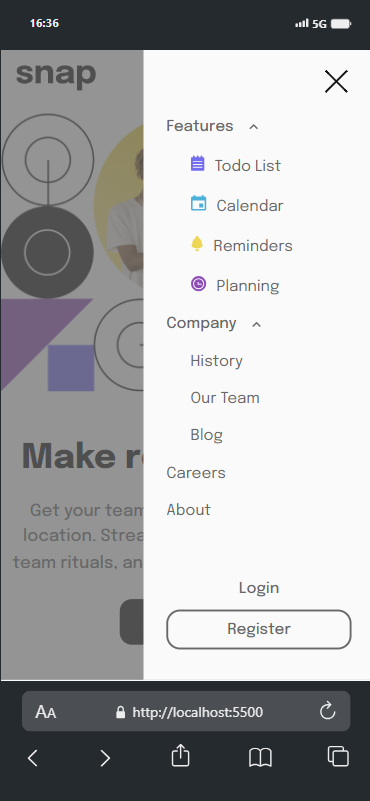 16:36
5G
snap
Features
Todo List
Calendar
Reminders
Planning
Company
History
Our Team
Blog
Careers
About
Login
Register
Make r
Get your team
location. Strea
team rituals, an
AA http://localhost:5500